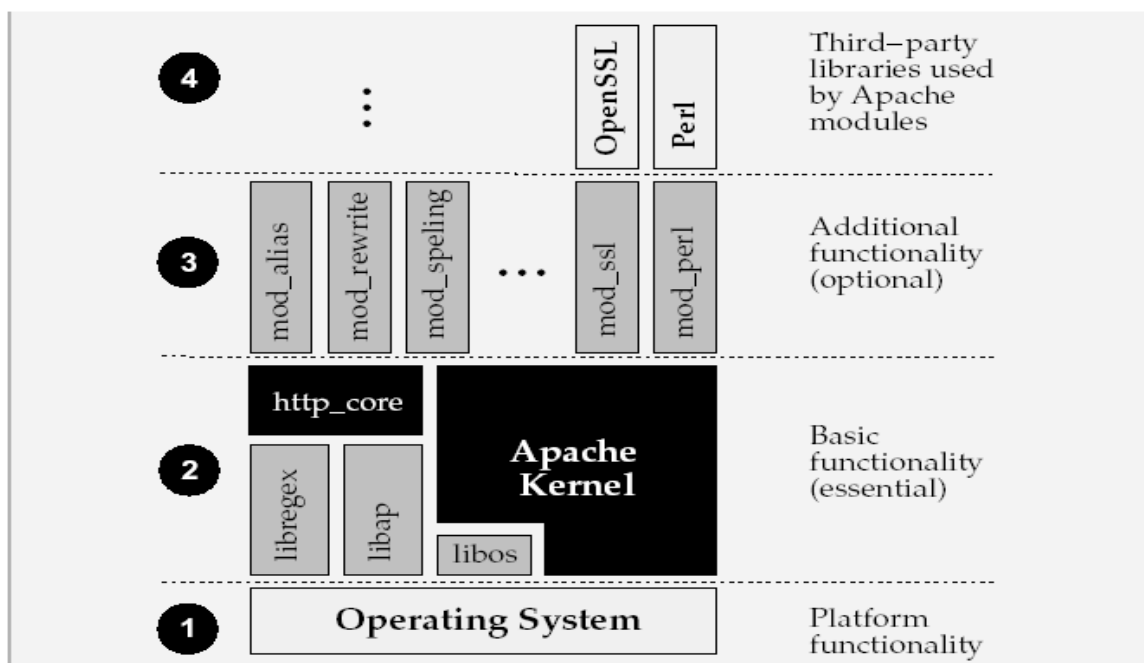 4
OpenSSL
Perl
Third-party
libraries used
by Apache
modules
...
3
mod_alias
mod_rewrite
mod_speling
...
mod_ssl
mod_perl
Additional
functionality
(optional)
2
http_core
libregex
libap
Apache
Kernel
libos
Basic
functionality
(essential)
1
Operating System
Platform
functionality